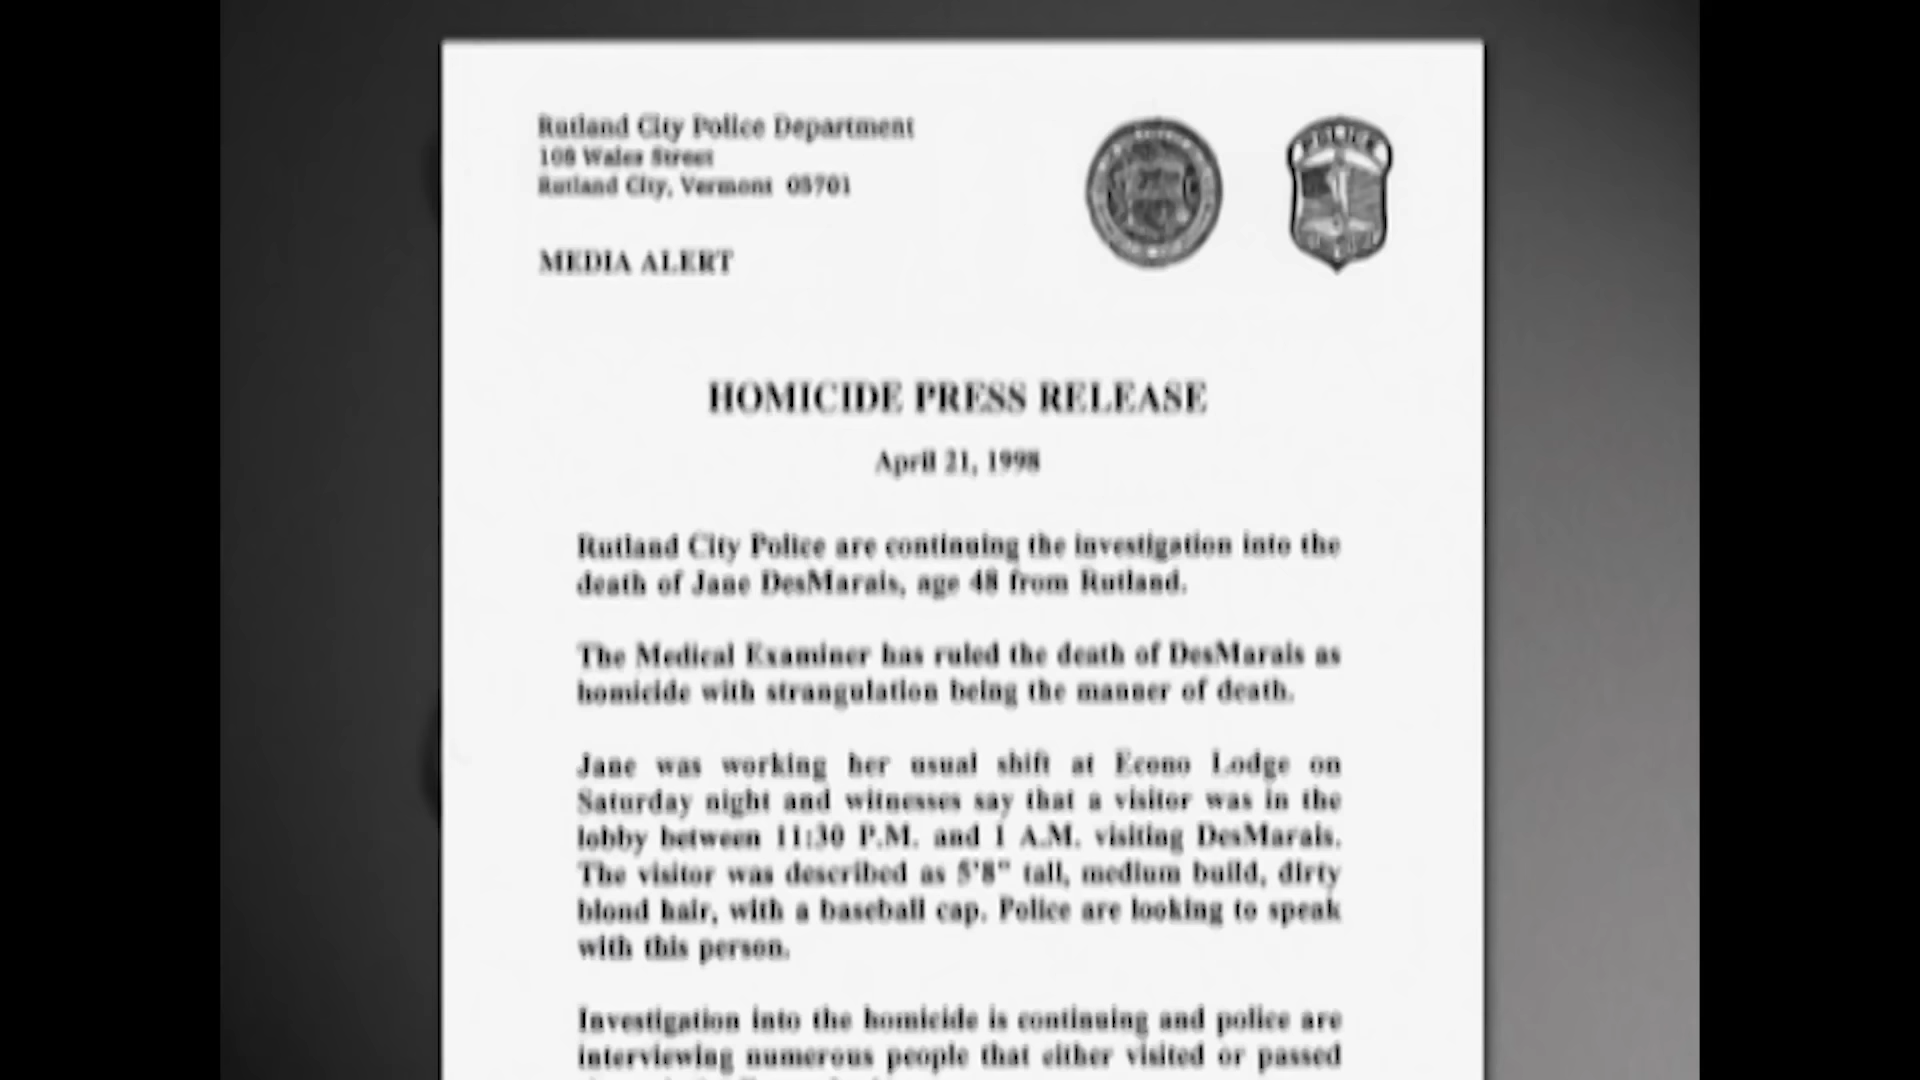 Rutland City Police Department
108 Wales Street
Rutland City, Vermont 05701
MEDIA ALERT
POLICE
HOMICIDE PRESS RELEASE
April 21, 1998
Rutland City Police are continuing the investigation into the
death of Jane DesMarais, age 48 from Rutland.
The Medical Examiner has ruled the death of DesMarais as
homicide with strangulation being the manner of death.
Jane was working her usual shift at Econo Lodge on
Saturday night and witnesses say that a visitor was in the
lobby between 11:30 P.M. and 1 A.M. visiting DesMarais.
The visitor was described as 5'8" tall, medium build, dirty
blond hair, with a baseball cap. Police are looking to speak
with this person.
Investigation into the homicide is continuing and police are
interviewing numerous people that either visited or passed